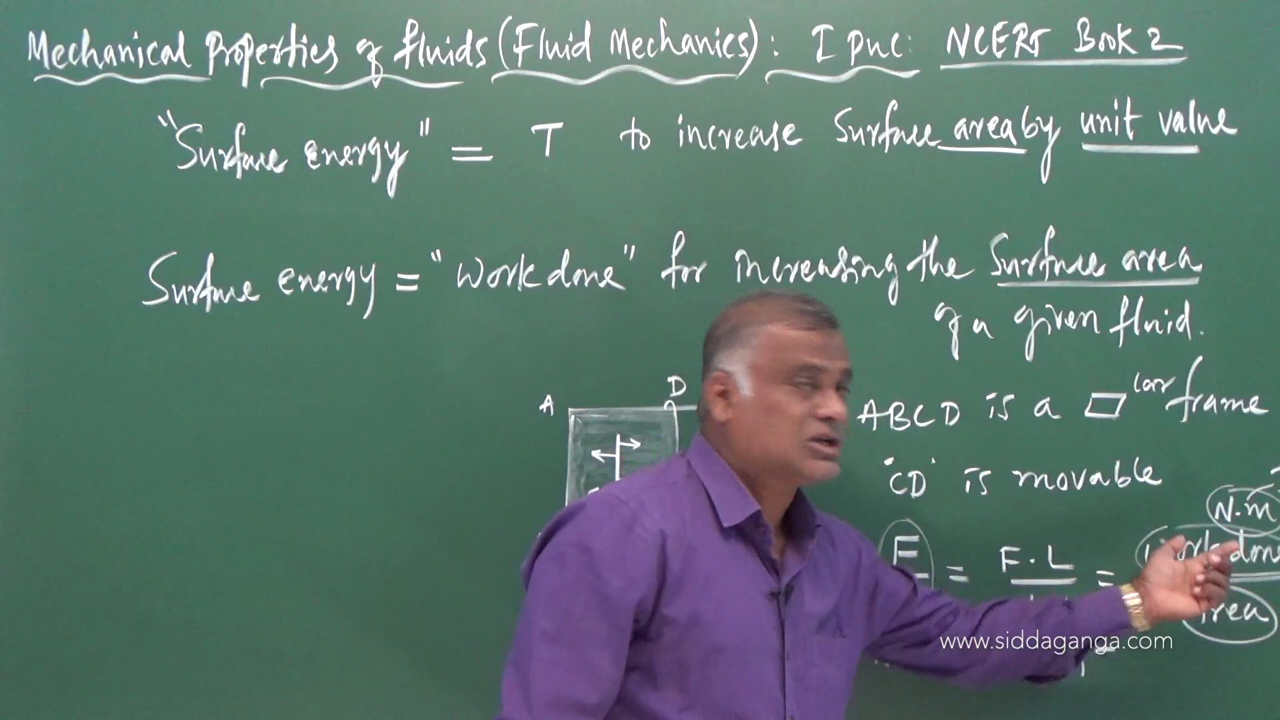 Mechanical Properties of fluids (Fluid Mechanics): I PUC: NCERT Book 2
"Surface energy" = T to increase Surface area by unit value
Surface energy = "Work done" for increasing the Surface area
of a given fluid.
A D
ABCD is a ▱ lar frame
'CD' is movable
N.m
F = F. L = Work done
Area
www.siddaganga.com